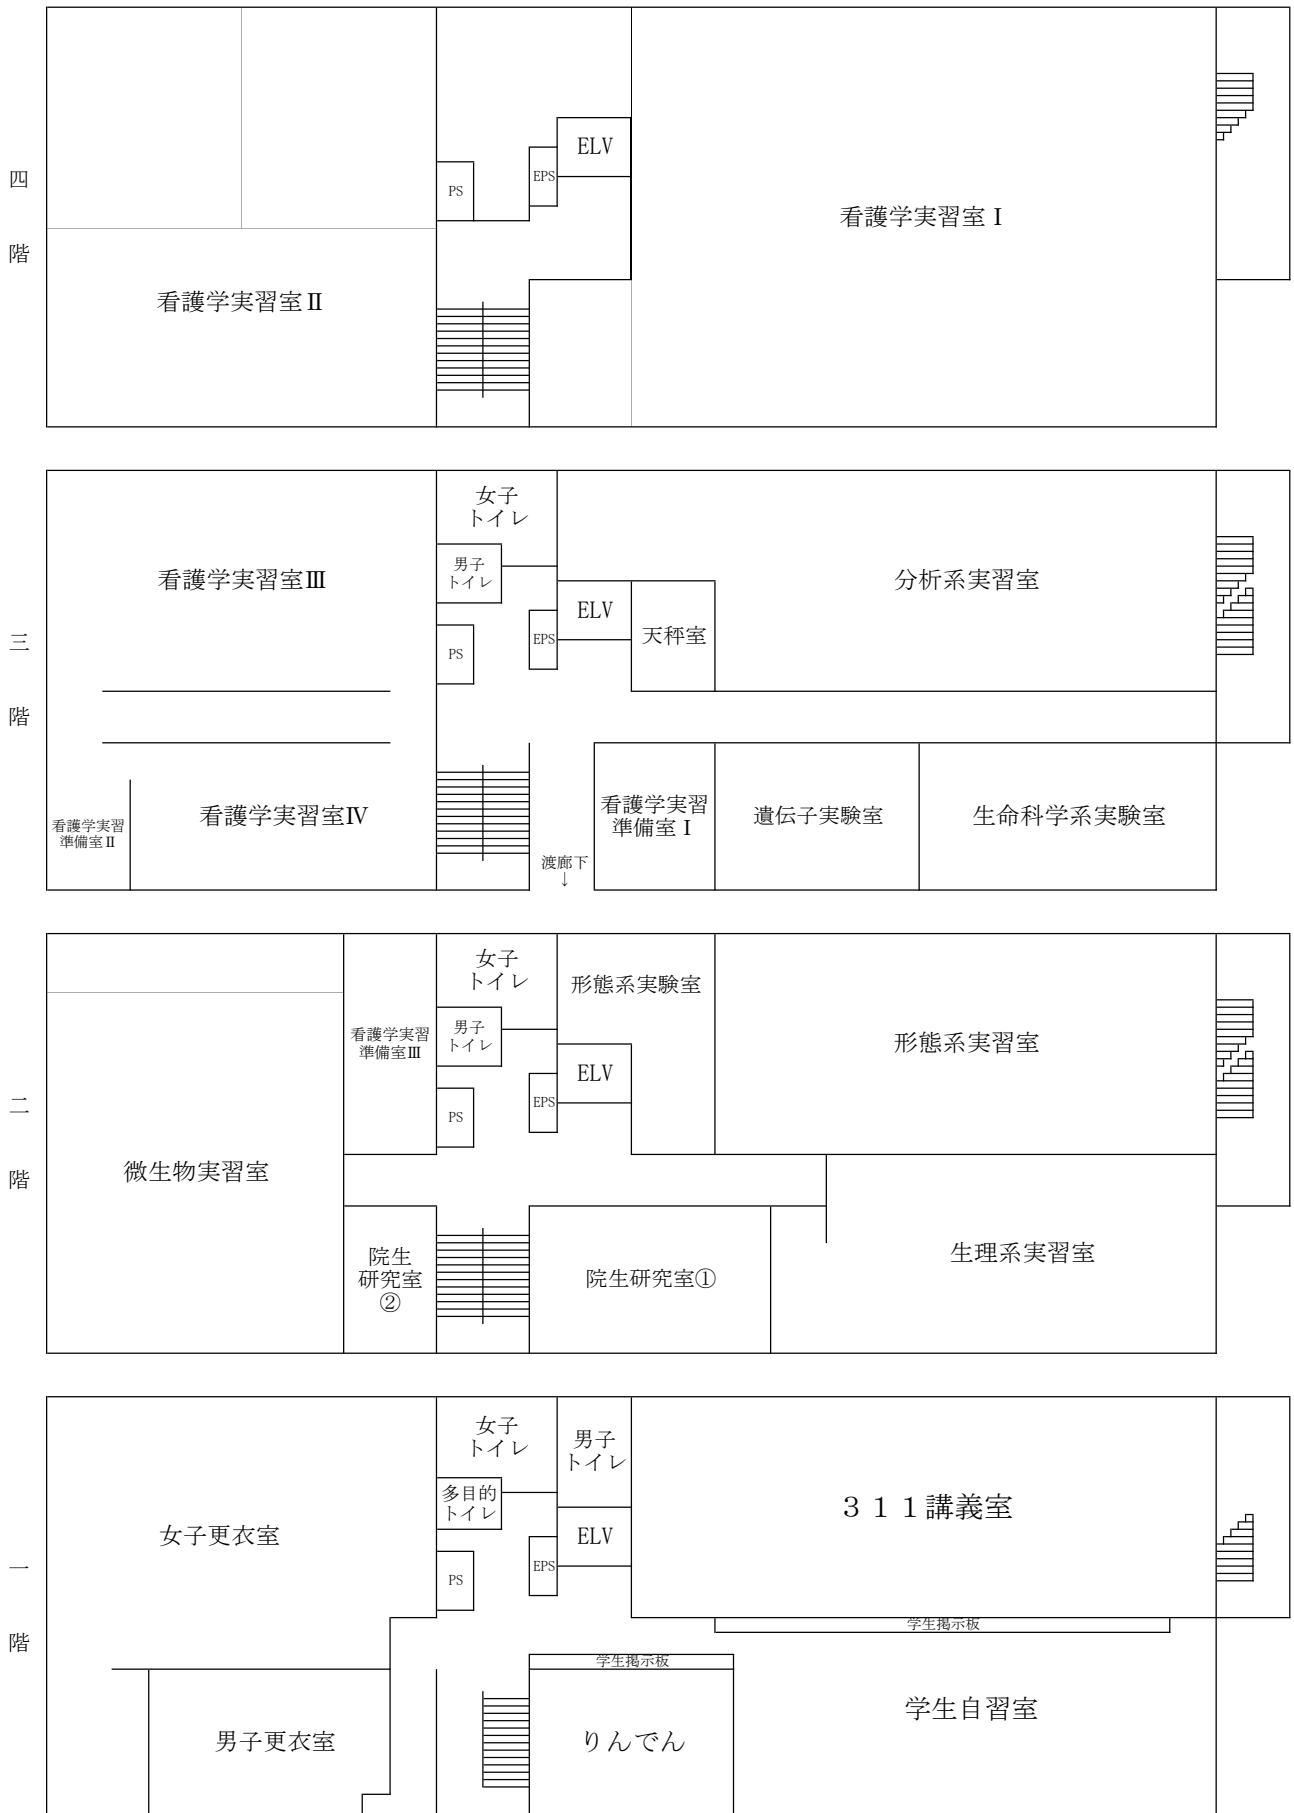 四
階
ELV
EPS
PS
看護学実習室Ⅰ
看護学実習室Ⅱ
三
階
女子
トイレ
男子
トイレ
看護学実習室Ⅲ
分析系実習室
ELV
EPS
天秤室
PS
看護学実習
準備室Ⅱ
看護学実習室Ⅳ
渡廊下
↓
看護学実習
準備室Ⅰ
遺伝子実験室
生命科学系実験室
二
階
女子
トイレ
形態系実験室
看護学実習
準備室Ⅲ
男子
トイレ
形態系実習室
ELV
EPS
PS
微生物実習室
院生
研究室
②
院生研究室①
生理系実習室
一
階
女子
トイレ
男子
トイレ
多目的
トイレ
311講義室
女子更衣室
ELV
EPS
PS
学生掲示板
学生掲示板
学生自習室
男子更衣室
りんでん